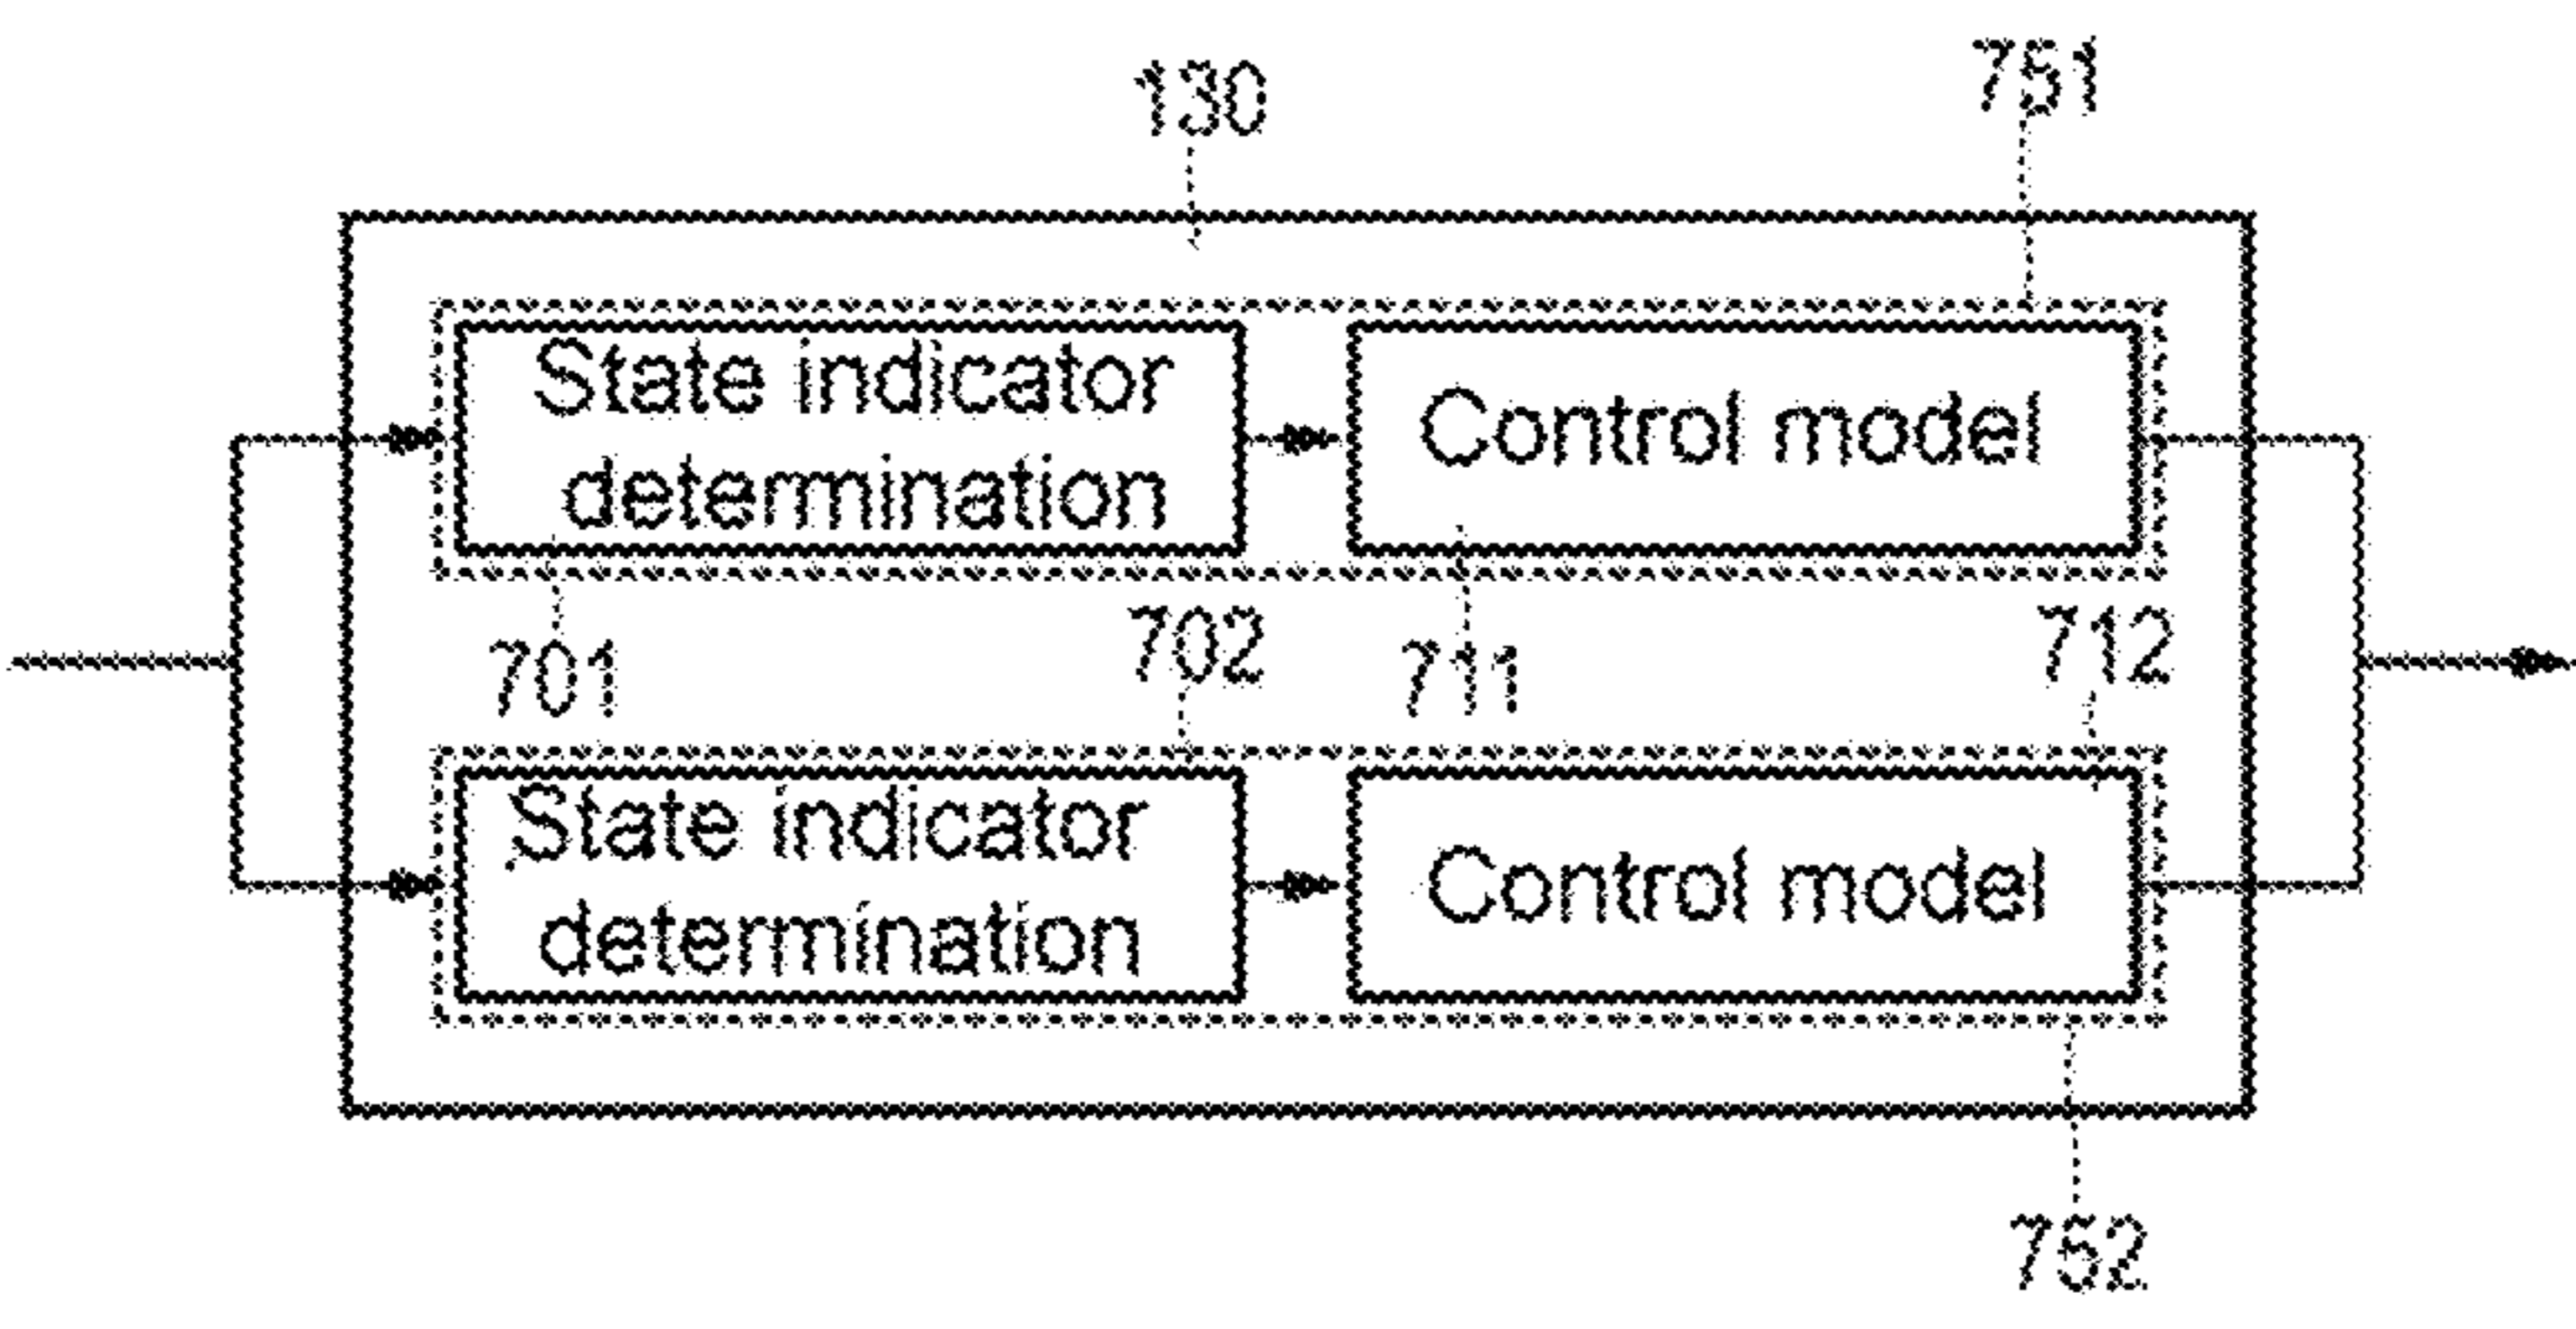 130
751
State indicator
determination
Control model
701
702
711
712
State indicator
determination
Control model
752